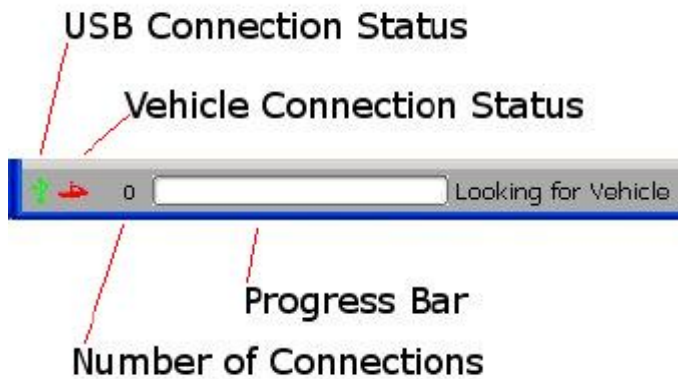 USB Connection Status
Vehicle Connection Status
0
Looking for Vehicle
Progress Bar
Number of Connections